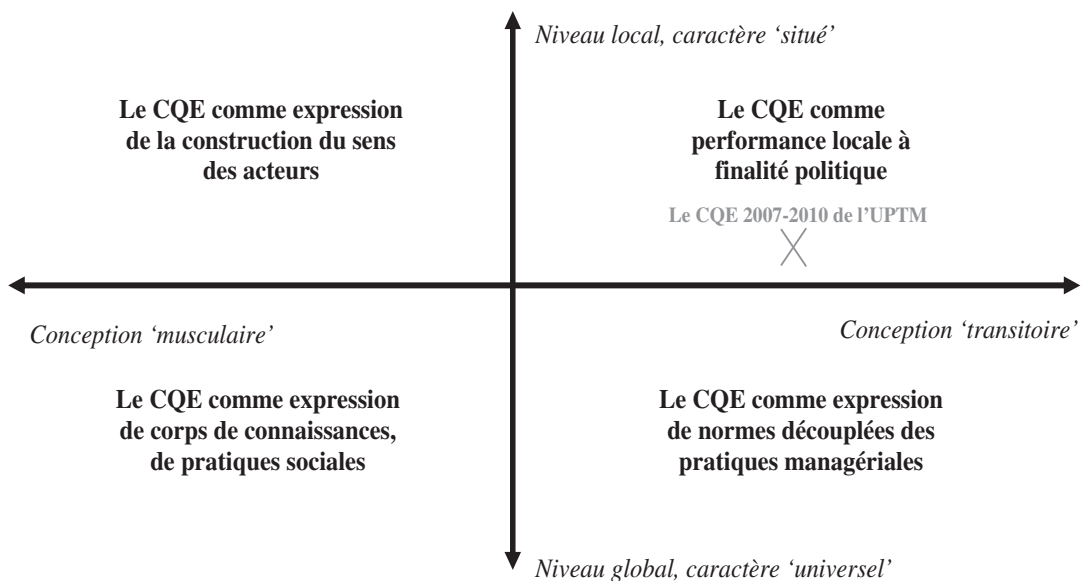 Niveau local, caractère ‘situé’
Le CQE comme expression
de la construction du sens
des acteurs
Le CQE comme
performance locale à
finalité politique
Le CQE 2007-2010 de l’UPTM
Conception ‘musculaire’
Conception ‘transitoire’
Le CQE comme expression
de corps de connaissances,
de pratiques sociales
Le CQE comme expression
de normes découplées des
pratiques managériales
Niveau global, caractère ‘universel’